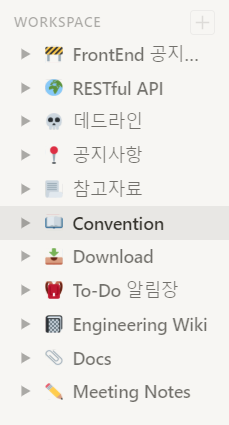 WORKSPACE
FrontEnd 공지...
RESTful API
데드라인
공지사항
참고자료
Convention
Download
To-Do 알림장
Engineering Wiki
Docs
Meeting Notes